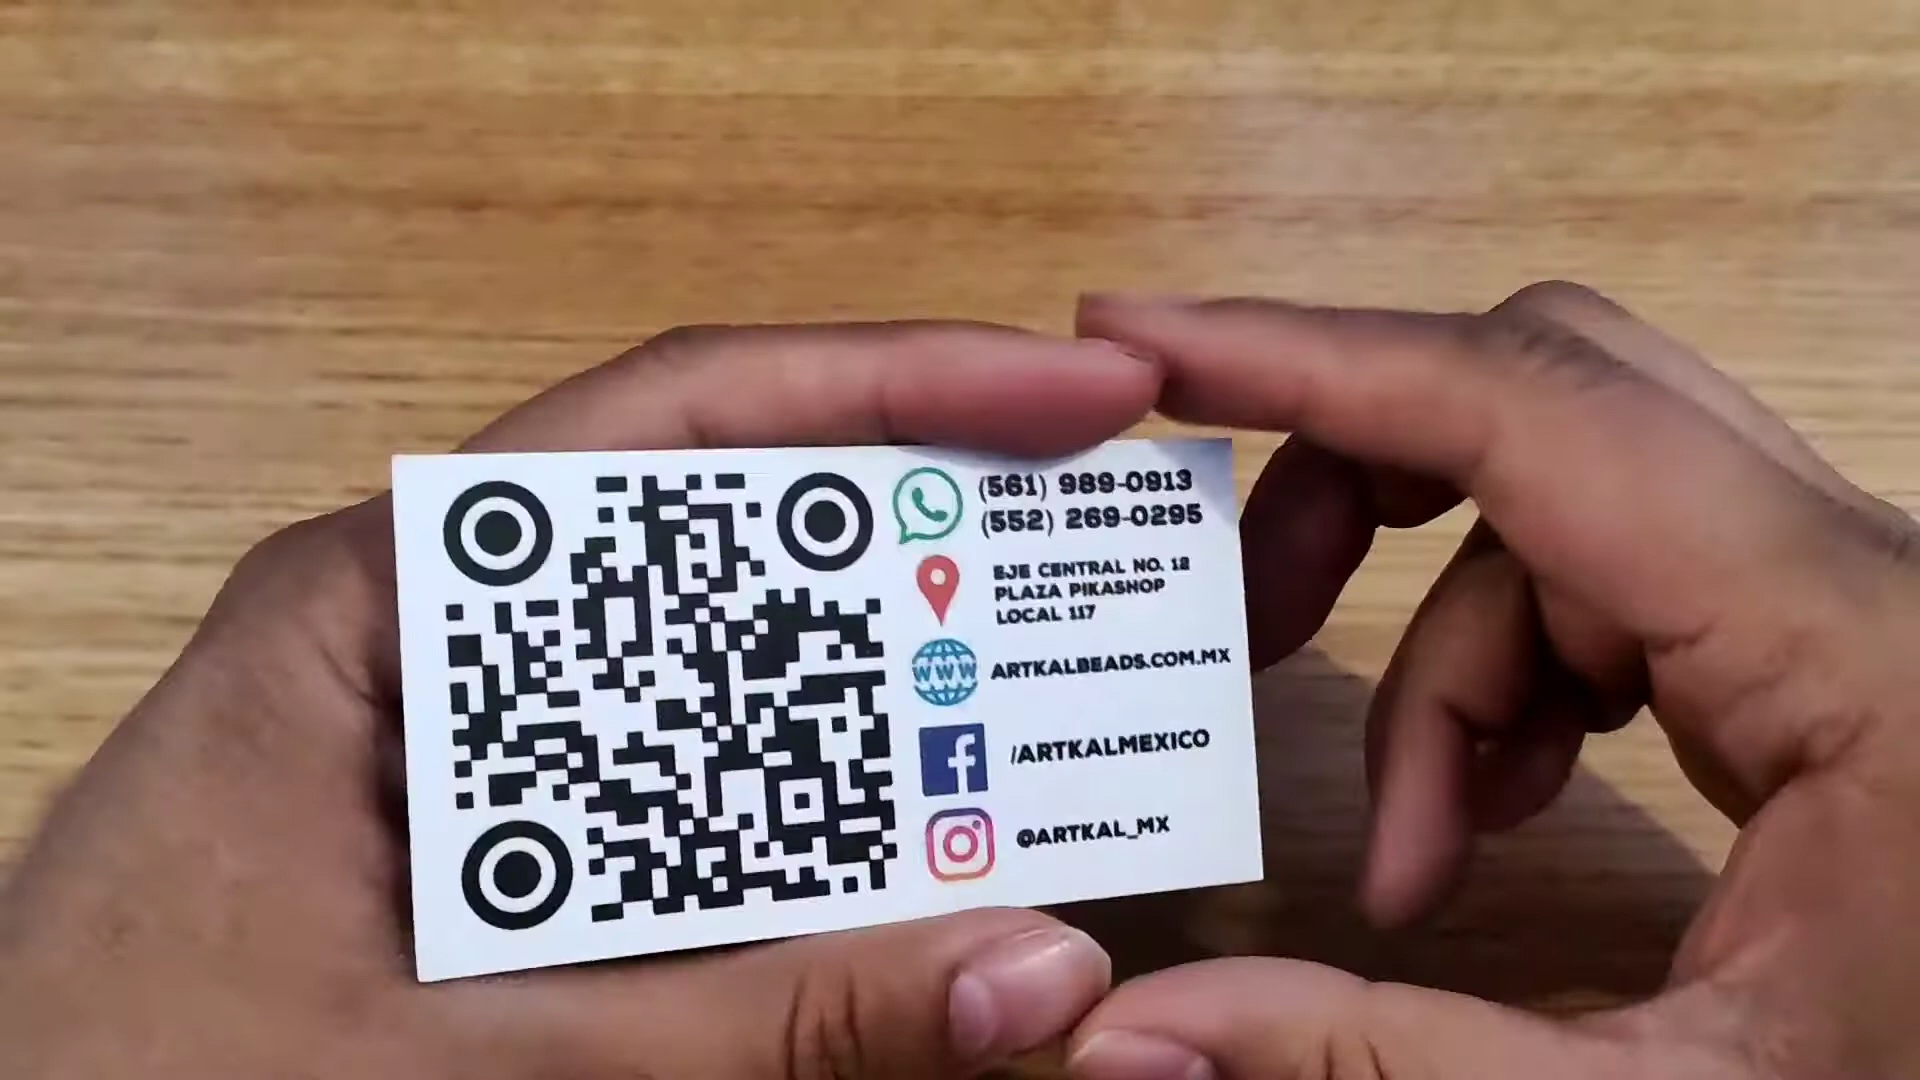 (561) 989-0913
(552) 269-0295
EJE CENTRAL NO. 12
PLAZA PIKASHOP
LOCAL 117
WWW
ARTKALBEADS.COM.MX
/ARTKALMEXICO
@ARTKAL_MX